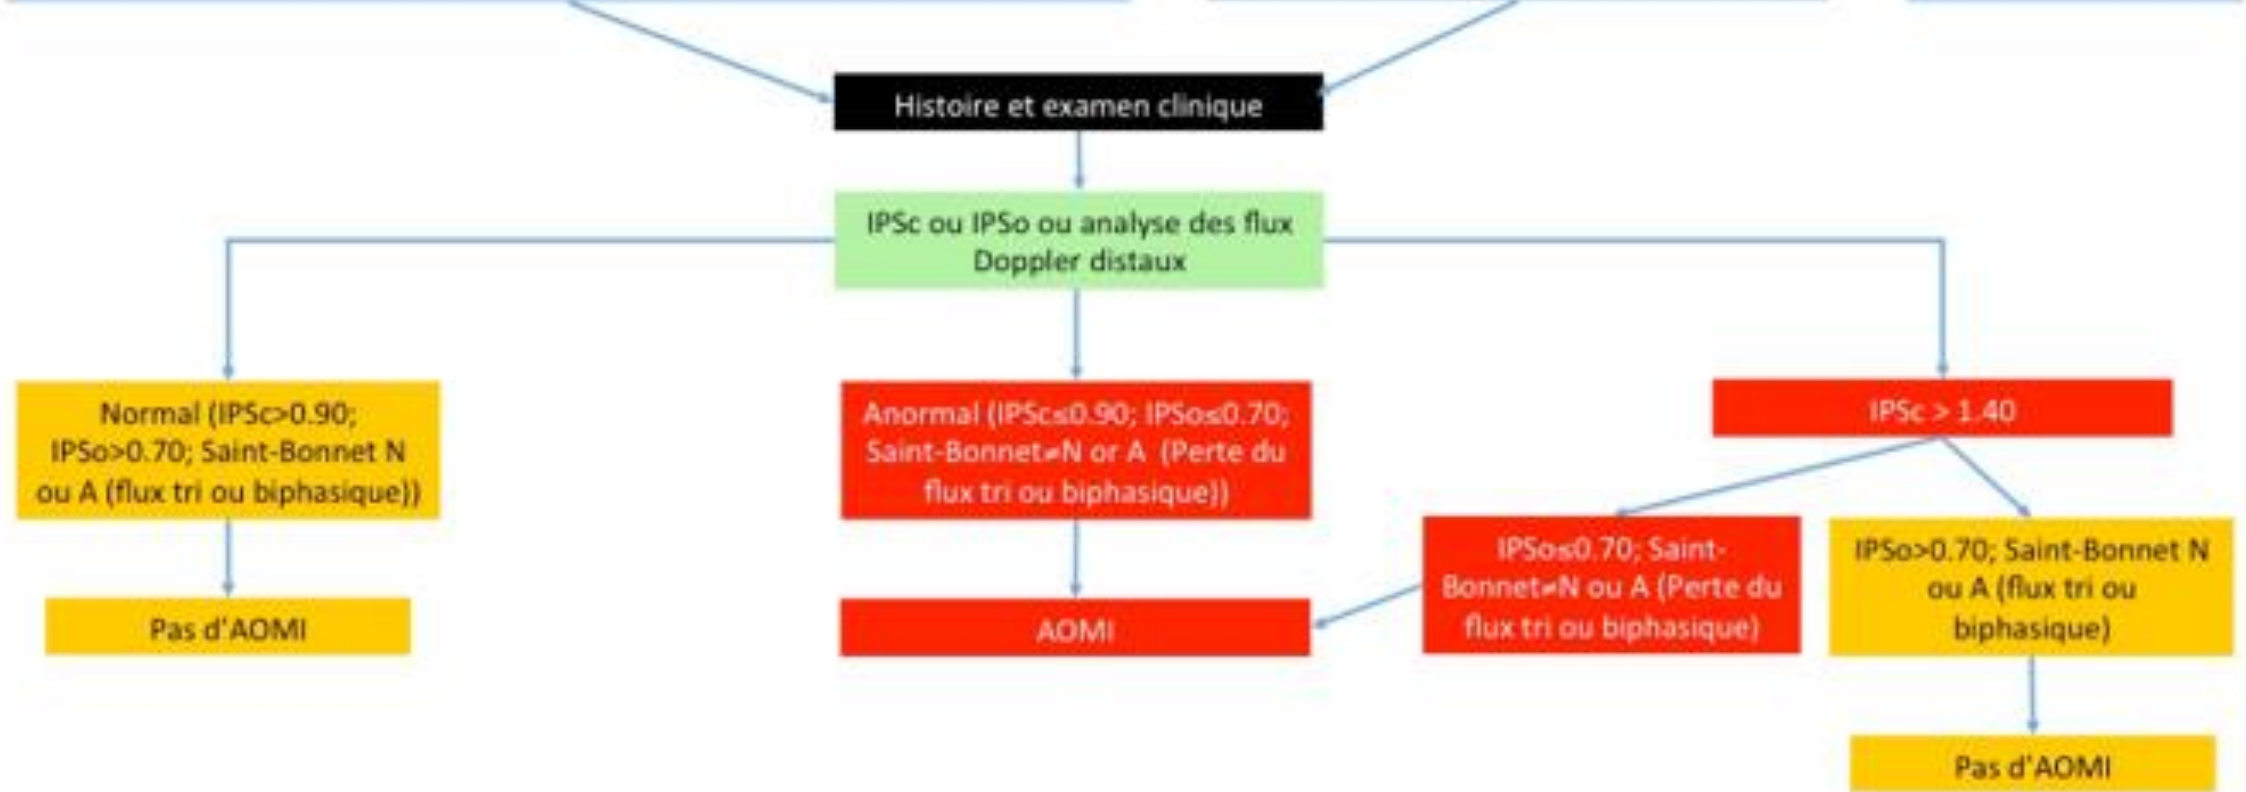 Histoire et examen clinique
IPSc ou IPSo ou analyse des flux
Doppler distaux
Normal (IPSc>0.90;
IPSo>0.70; Saint-Bonnet N
ou A (flux tri ou biphasique))
Anormal (IPSc≤0.90; IPSo≤0.70;
Saint-Bonnet≠N or A (Perte du
flux tri ou biphasique))
IPSc > 1.40
IPSo≤0.70; Saint-
Bonnet≠N ou A (Perte du
flux tri ou biphasique)
IPSo>0.70; Saint-Bonnet N
ou A (flux tri ou
biphasique)
Pas d'AOMI
AOMI
Pas d'AOMI